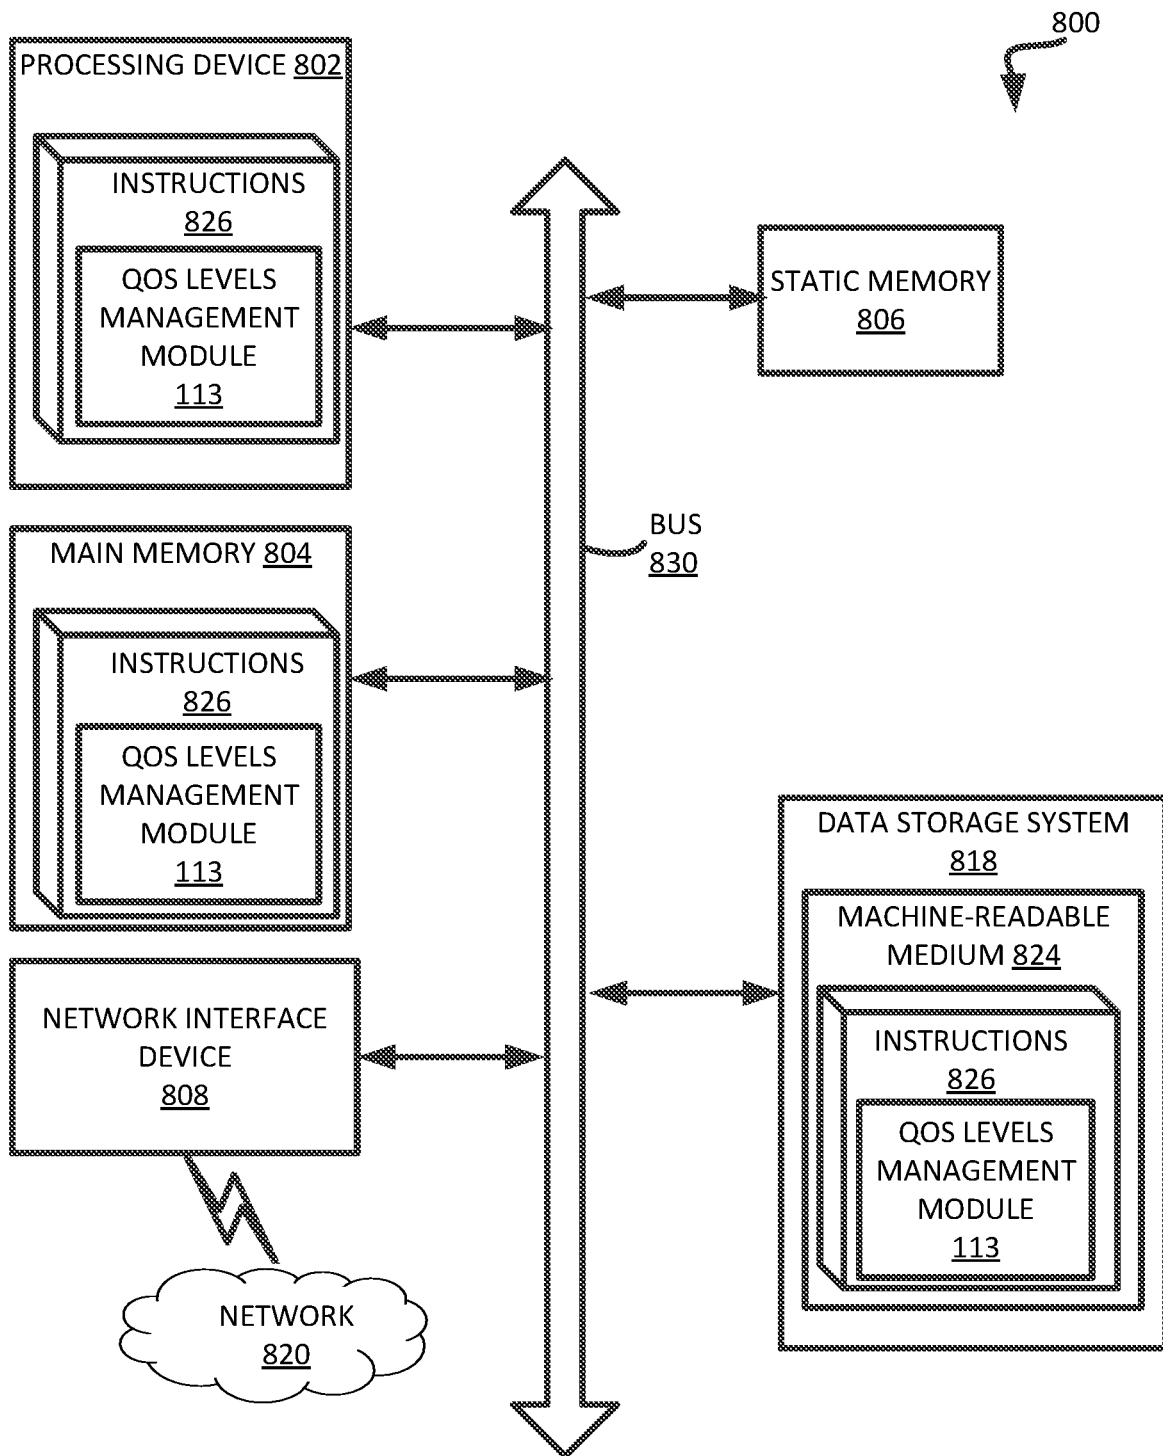 800
PROCESSING DEVICE 802
INSTRUCTIONS
826
QOS LEVELS
MANAGEMENT
MODULE
113
STATIC MEMORY
806
BUS
830
MAIN MEMORY 804
INSTRUCTIONS
826
QOS LEVELS
MANAGEMENT
MODULE
113
DATA STORAGE SYSTEM
818
MACHINE-READABLE
MEDIUM 824
INSTRUCTIONS
826
QOS LEVELS
MANAGEMENT
MODULE
113
NETWORK INTERFACE
DEVICE
808
NETWORK
820